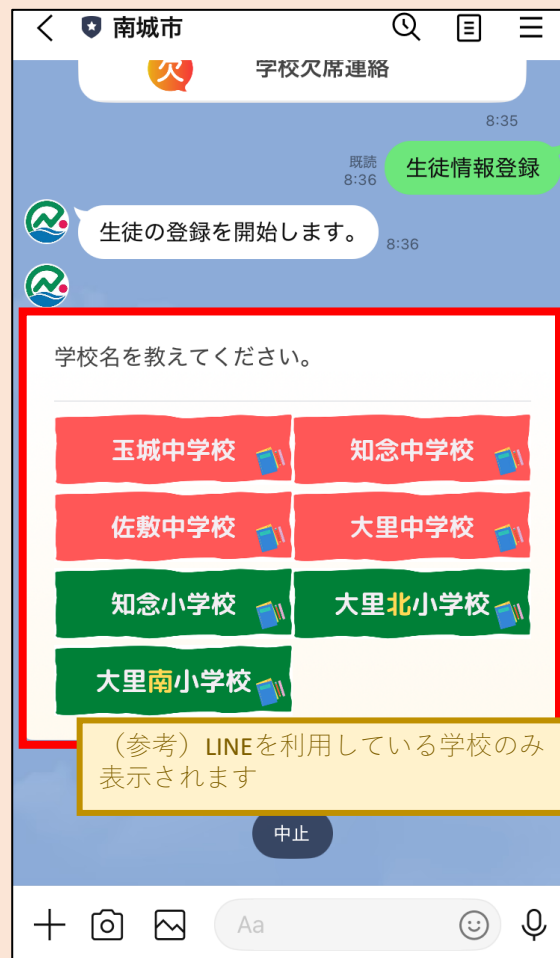 南城市
欠 学校欠席連絡
8:35
既読
8:36
生徒情報登録
生徒の登録を開始します。
8:36
学校名を教えてください。
玉城中学校
知念中学校
佐敷中学校
大里中学校
知念小学校
大里北小学校
大里南小学校
（参考）LINEを利用している学校のみ
表示されます
中止
Aa